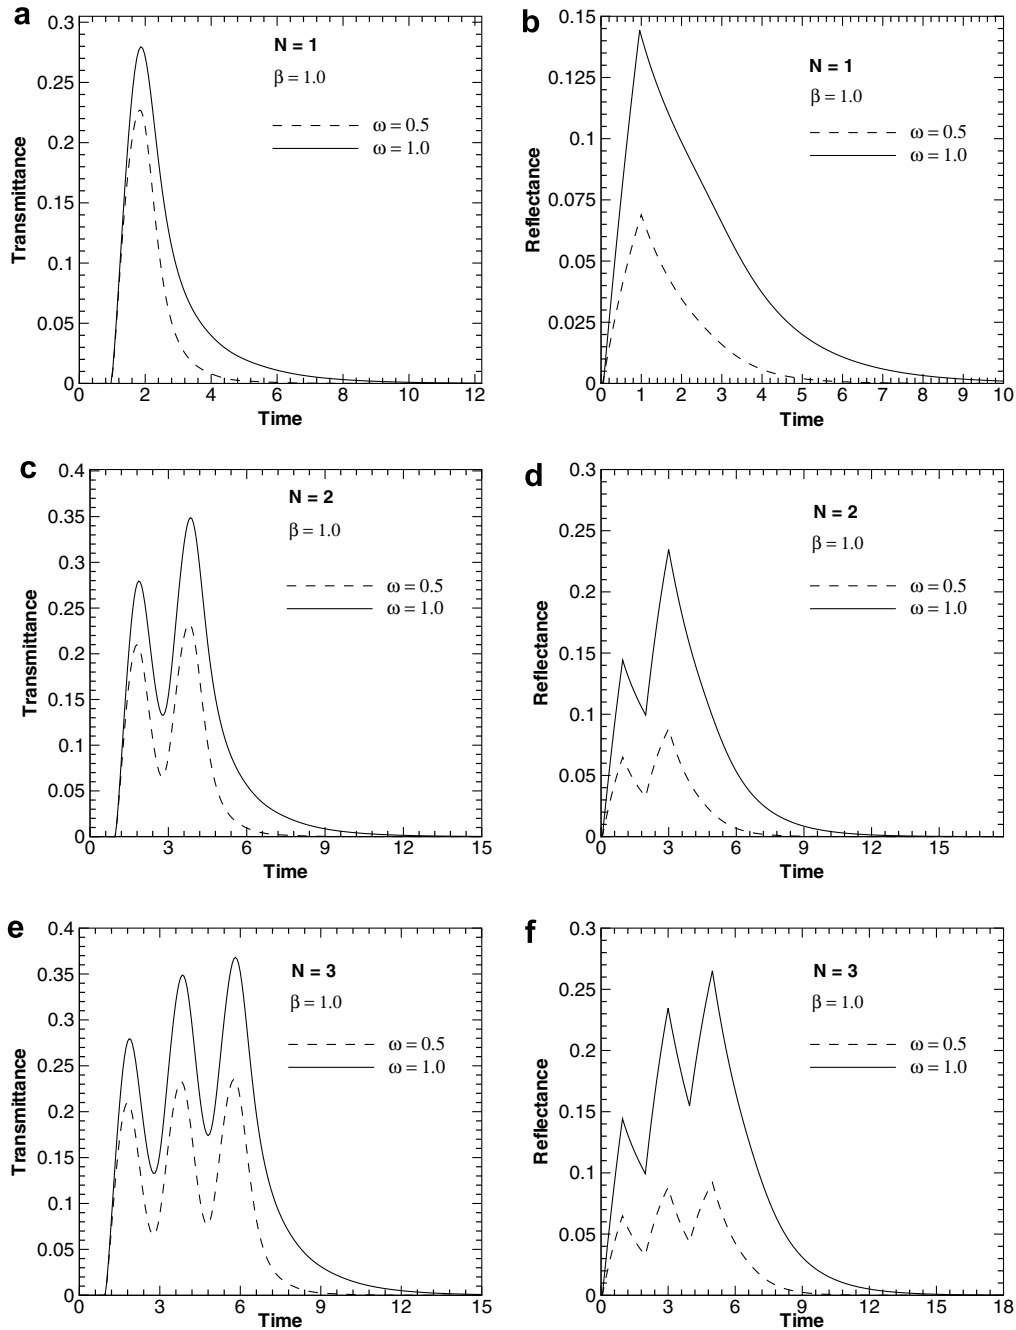 a
0.3
0.25
0.2
0.15
0.1
0.05
0
Transmittance
N = 1
β = 1.0
ω = 0.5
ω = 1.0
0 2 4 6 8 10 12
Time
b
0.15
0.125
0.1
0.075
0.05
0.025
0
Reflectance
N = 1
β = 1.0
ω = 0.5
ω = 1.0
0 1 2 3 4 5 6 7 8 9 10
Time
c
0.4
0.35
0.3
0.25
0.2
0.15
0.1
0.05
0
Transmittance
N = 2
β = 1.0
ω = 0.5
ω = 1.0
0 3 6 9 12 15
Time
d
0.3
0.25
0.2
0.15
0.1
0.05
0
Reflectance
N = 2
β = 1.0
ω = 0.5
ω = 1.0
0 3 6 9 12 15
Time
e
0.4
0.35
0.3
0.25
0.2
0.15
0.1
0.05
0
Transmittance
N = 3
β = 1.0
ω = 0.5
ω = 1.0
0 3 6 9 12 15
Time
f
0.3
0.25
0.2
0.15
0.1
0.05
0
Reflectance
N = 3
β = 1.0
ω = 0.5
ω = 1.0
0 3 6 9 12 15 18
Time